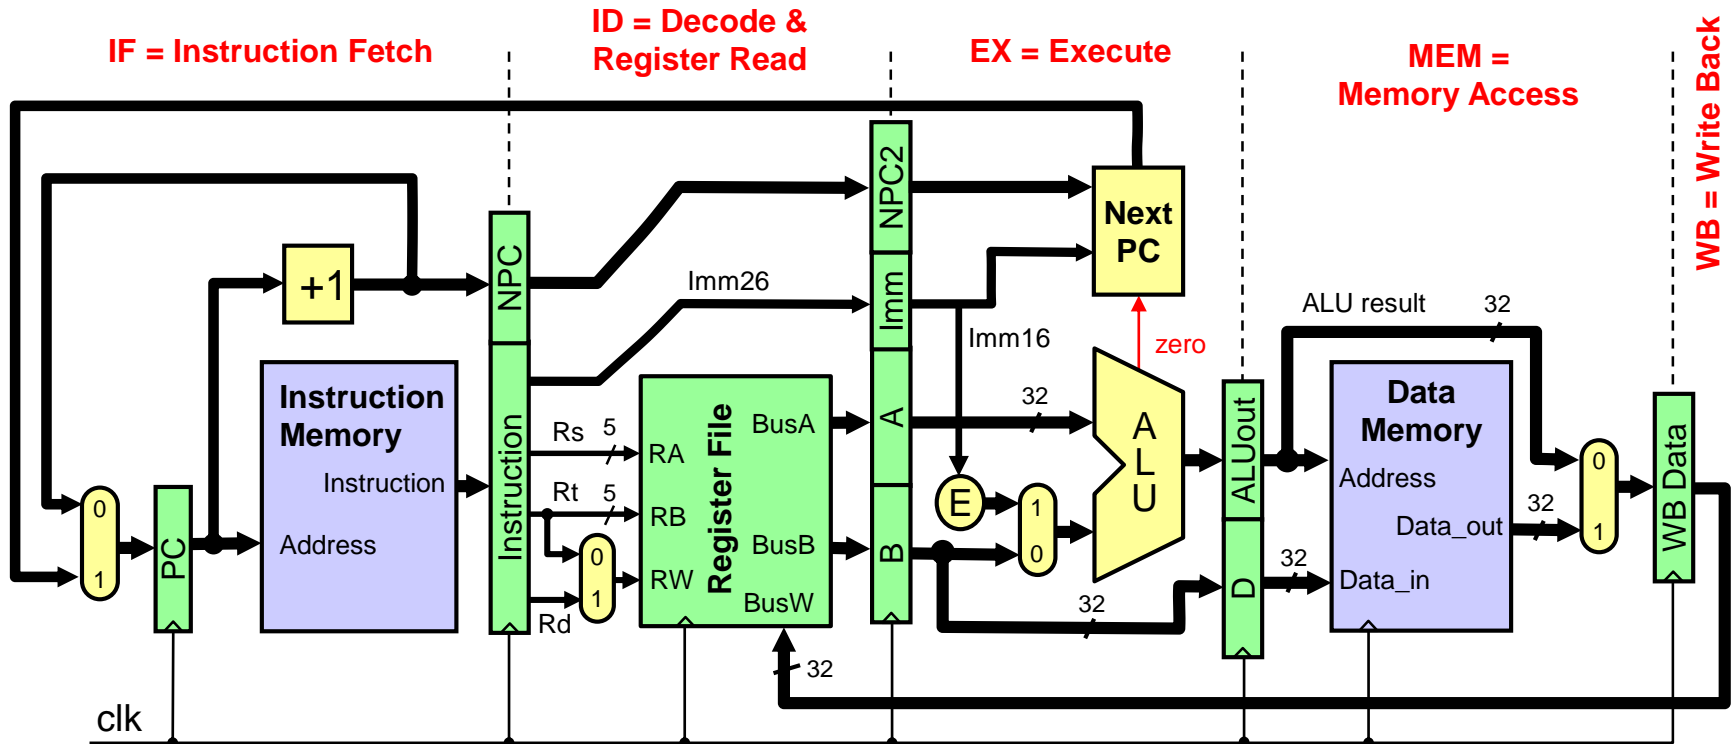 IF = Instruction Fetch
ID = Decode &
Register Read
EX = Execute
MEM =
Memory Access
WB = Write Back
+1
NPC
NPC2
Next
PC
Imm26
Imm
Imm16
zero
ALU result
32
Instruction
Memory
Instruction
Address
0
1
PC
Instruction
Rs
5
Rt
5
Rd
0
1
Register File
RA
RB
RW
BusA
BusB
BusW
32
A
B
32
E
1
0
32
A
L
U
ALUout
D
32
Data
Memory
Address
Data_out
Data_in
32
0
1
WB Data
clk